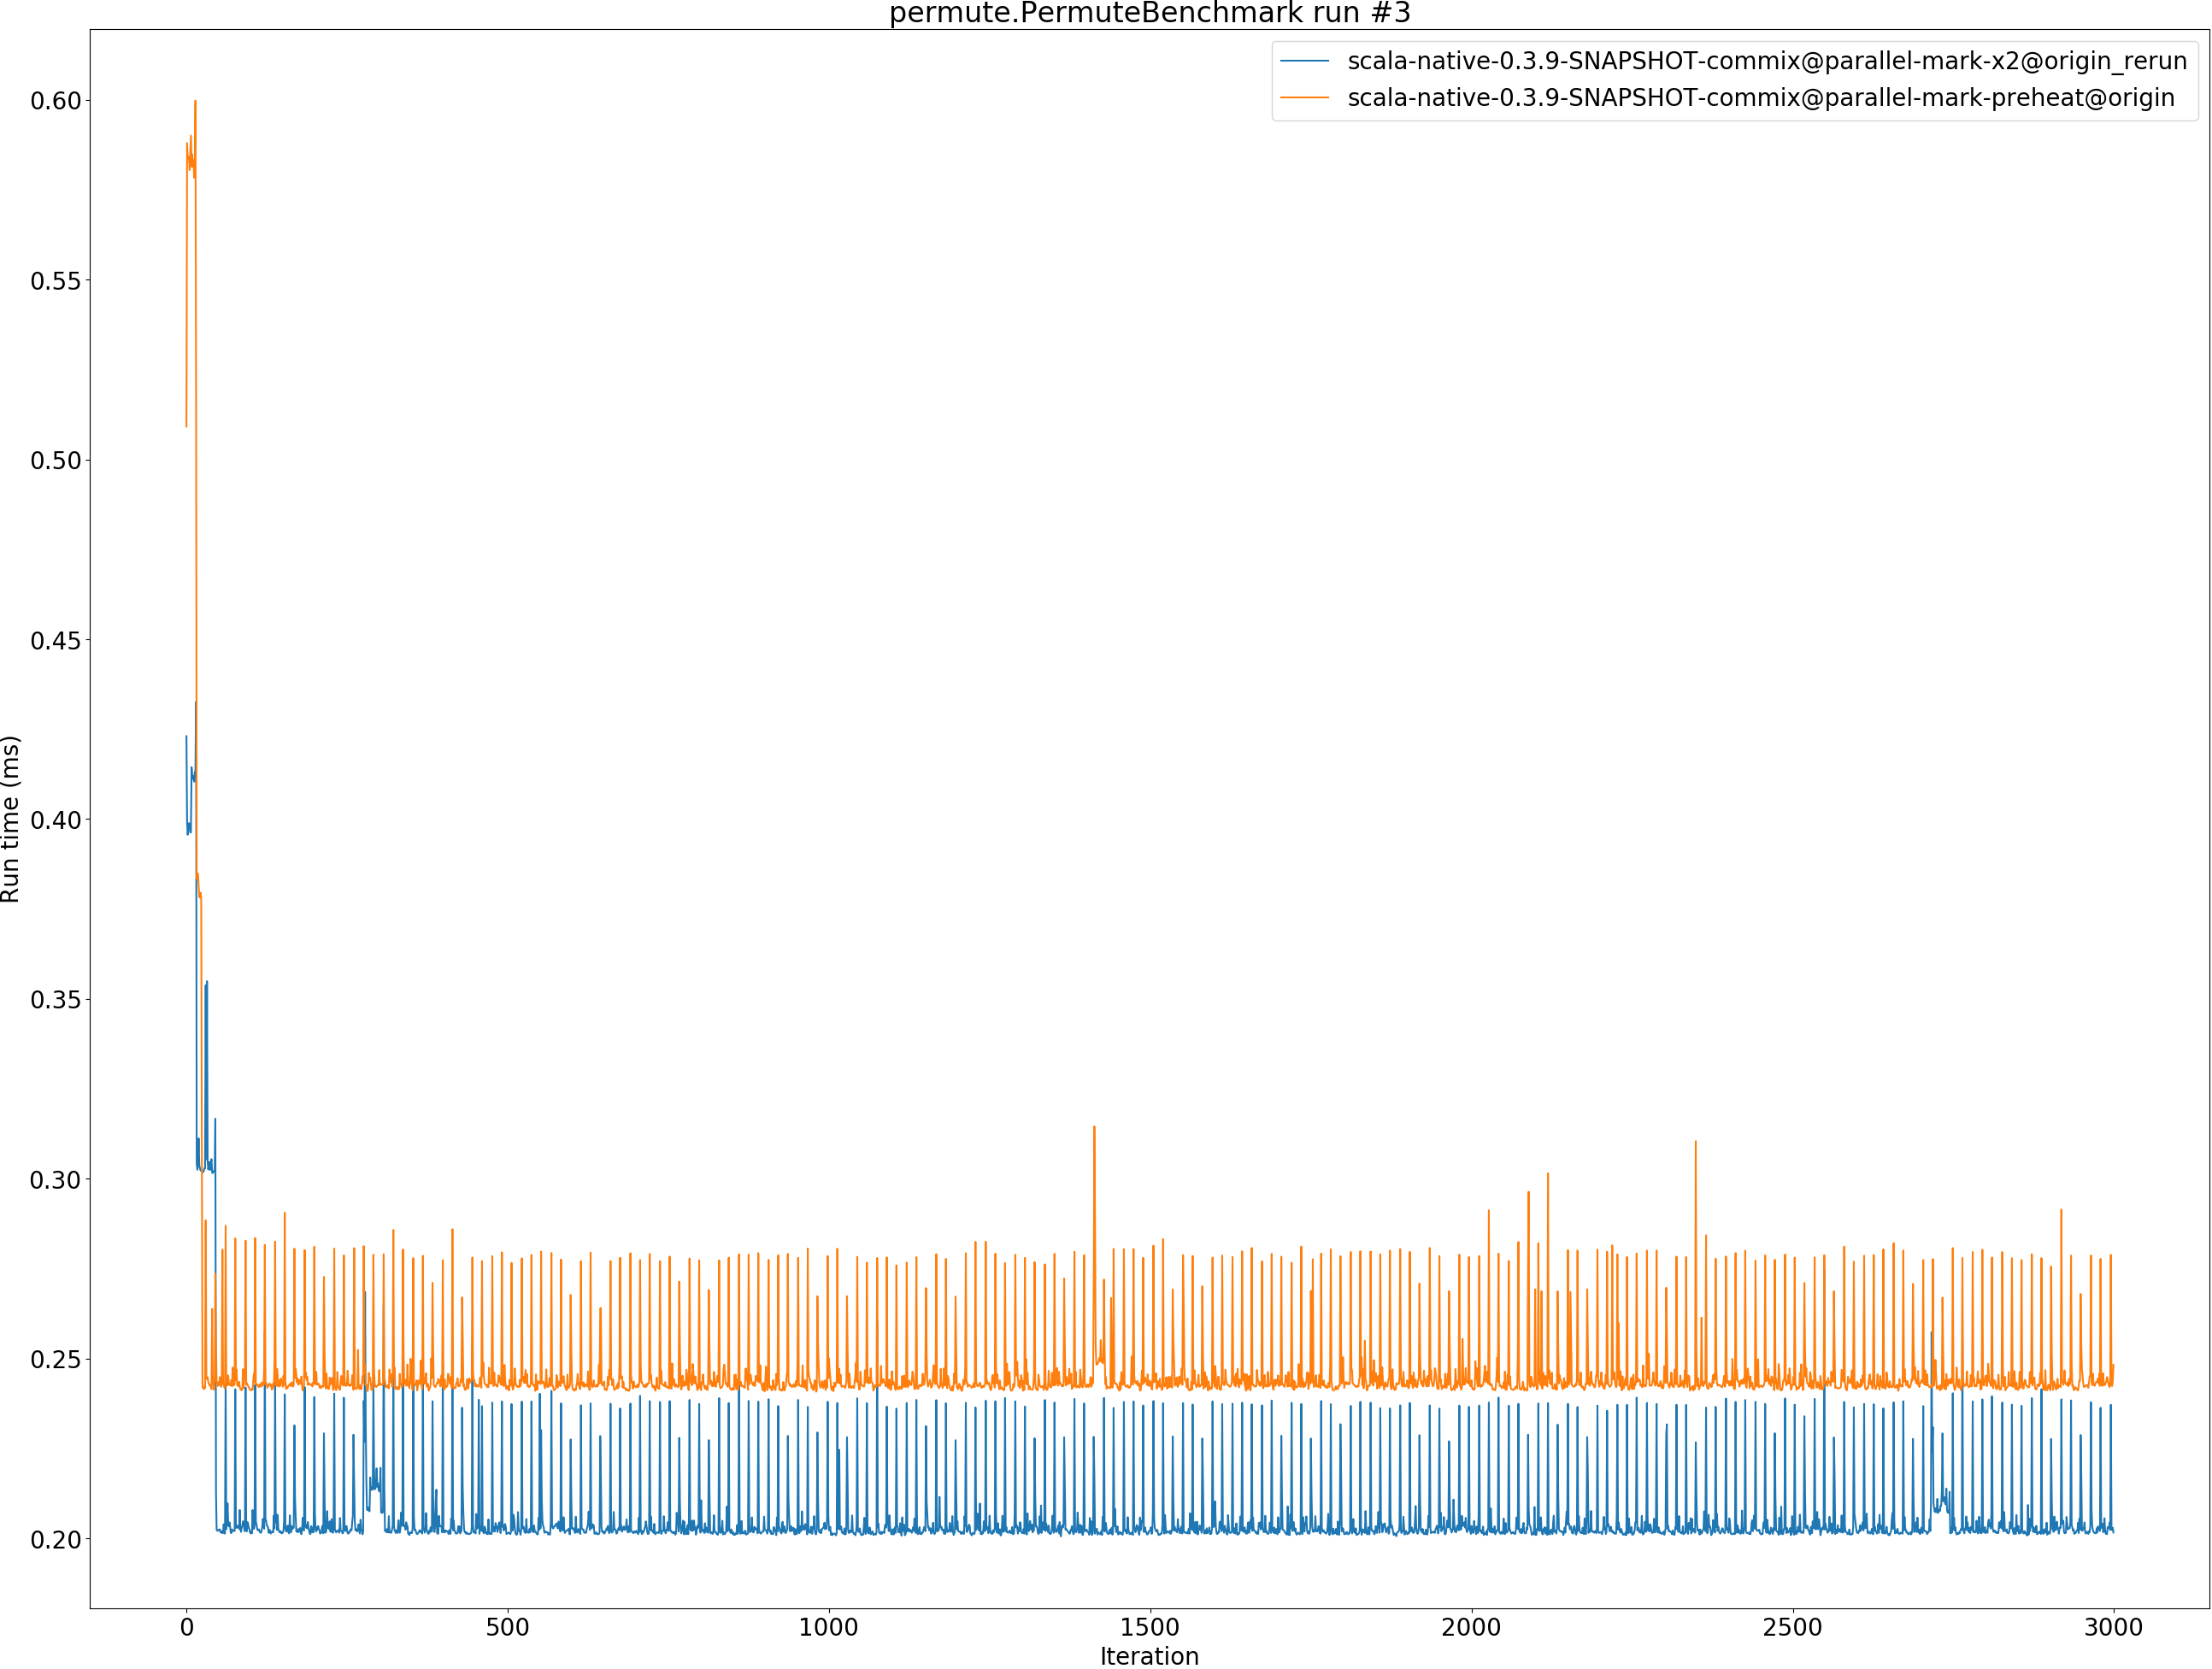 permute.PermuteBenchmark run #3
scala-native-0.3.9-SNAPSHOT-commix@parallel-mark-x2@origin_rerun
scala-native-0.3.9-SNAPSHOT-commix@parallel-mark-preheat@origin
0.60
0.55
0.50
0.45
0.40
0.35
0.30
0.25
0.20
Run time (ms)
0 500 1000 1500 2000 2500 3000
Iteration